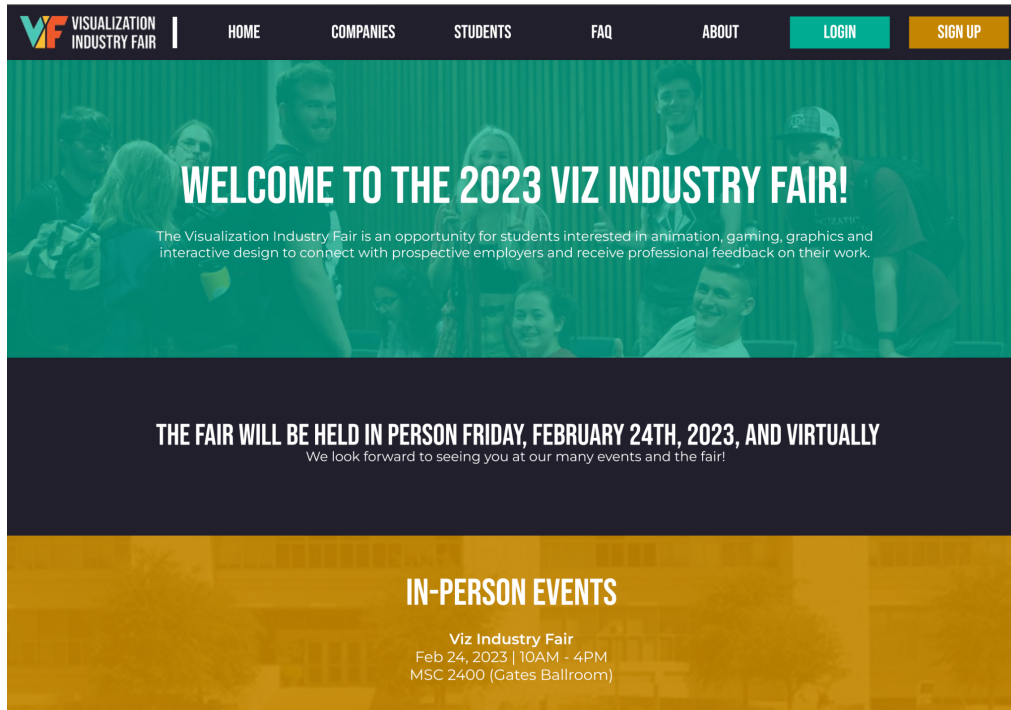 VISUALIZATION
INDUSTRY FAIR
HOME
COMPANIES
STUDENTS
FAQ
ABOUT
LOGIN
SIGN UP
WELCOME TO THE 2023 VIZ INDUSTRY FAIR!
The Visualization Industry Fair is an opportunity for students interested in animation, gaming, graphics and
interactive design to connect with prospective employers and receive professional feedback on their work.
THE FAIR WILL BE HELD IN PERSON FRIDAY, FEBRUARY 24TH, 2023, AND VIRTUALLY
We look forward to seeing you at our many events and the fair!
IN-PERSON EVENTS
Viz Industry Fair
Feb 24, 2023 | 10AM - 4PM
MSC 2400 (Gates Ballroom)